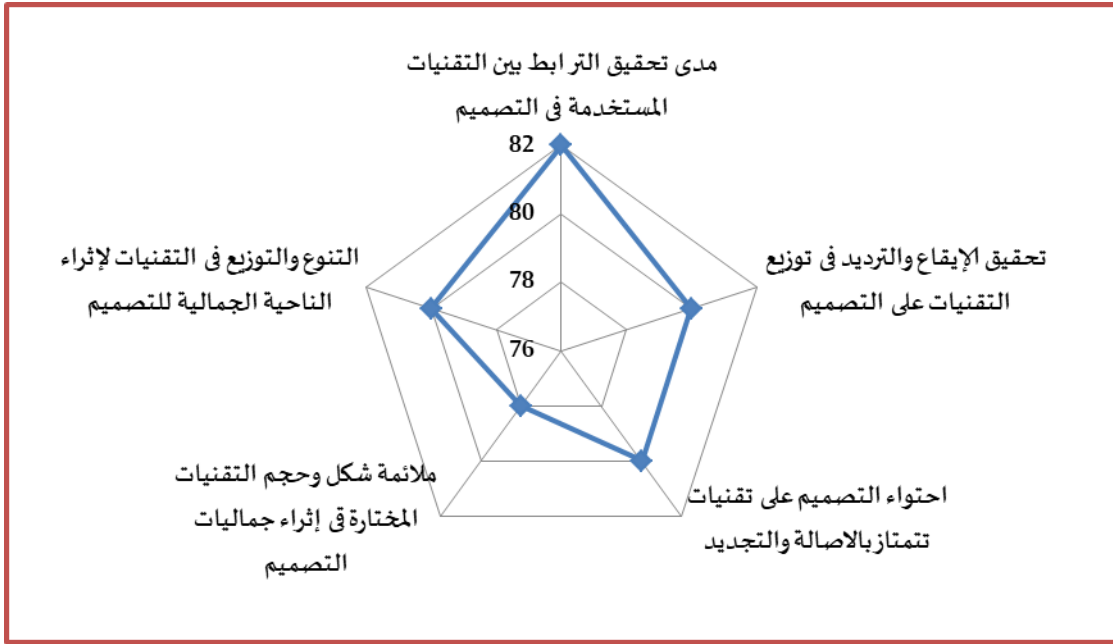 مدى تحقيق الترابط بين التقنيات
المستخدمة فى التصميم
82
80
78
76
تحقيق الإيقاع والترديد فى توزيع
التقنيات على التصميم
احتواء التصميم على تقنيات
تتمتاز بالاصالة والتجديد
ملائمة شكل وحجم التقنيات
المختارة فى إثراء جماليات
التصميم
التنوع والتوزيع فى التقنيات لإثراء
الناحية الجمالية للتصميم